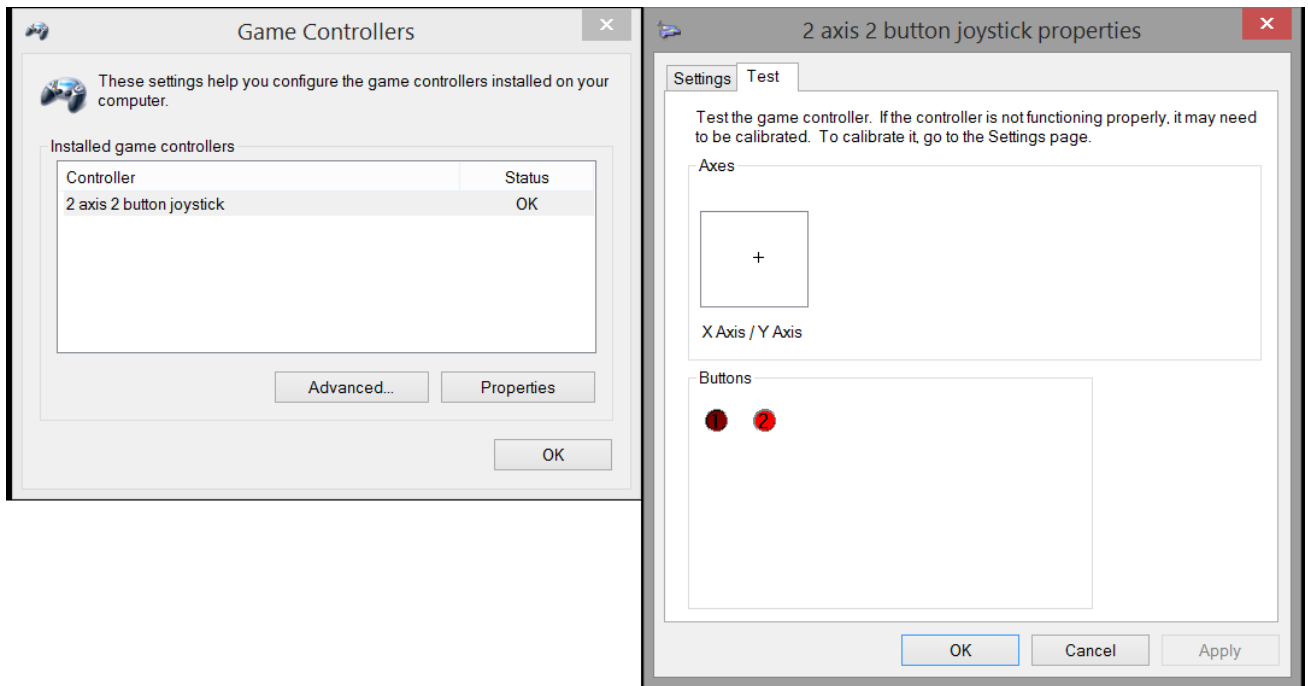 Game Controllers
These settings help you configure the game controllers installed on your
computer.
Installed game controllers
Controller Status
2 axis 2 button joystick OK
Advanced... Properties
OK
2 axis 2 button joystick properties
Settings Test
Test the game controller. If the controller is not functioning properly, it may need
to be calibrated. To calibrate it, go to the Settings page.
Axes
X Axis / Y Axis
Buttons
1 2
OK Cancel Apply